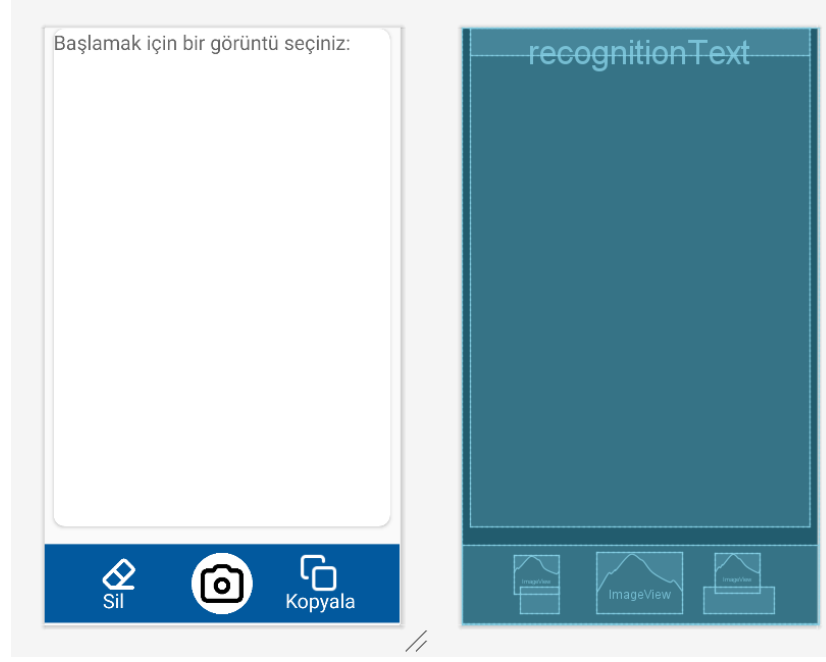 Başlamak için bir görüntü seçiniz:
Sil
Kopyala
recognitionText
ImageView
ImageView
ImageView